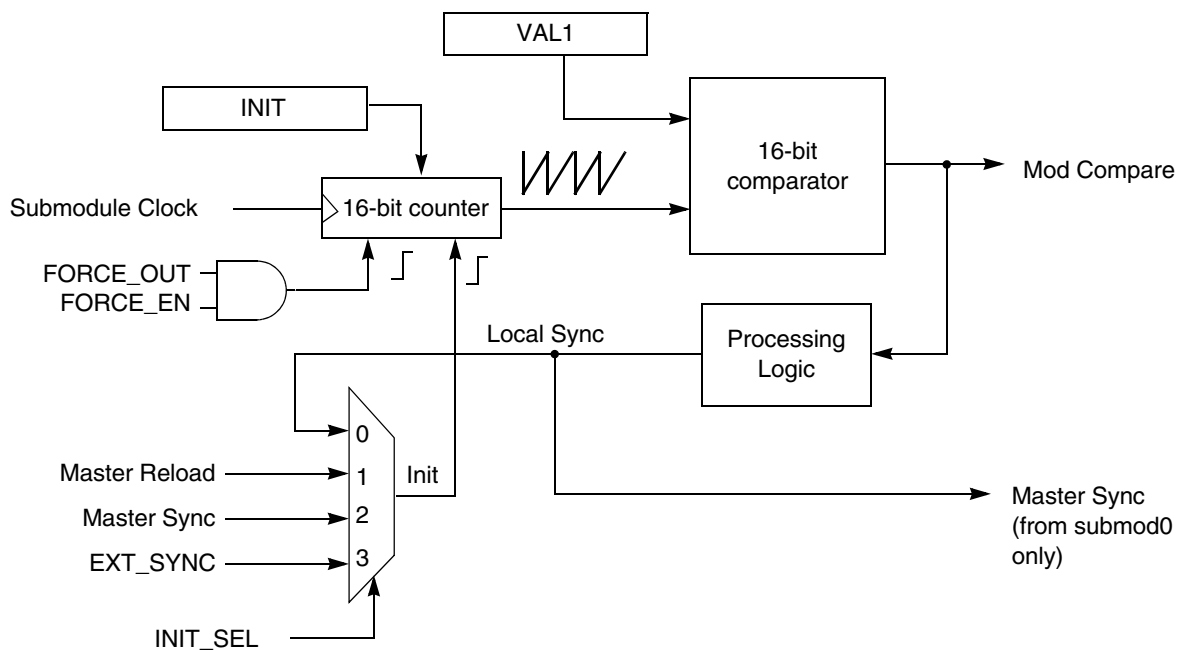 VAL1
INIT
16-bit
comparator
Mod Compare
Submodule Clock
16-bit counter
FORCE_OUT
FORCE_EN
Local Sync
Processing
Logic
0
Master Reload
1
Init
Master Sync
2
EXT_SYNC
3
Master Sync
(from submod0
only)
INIT_SEL